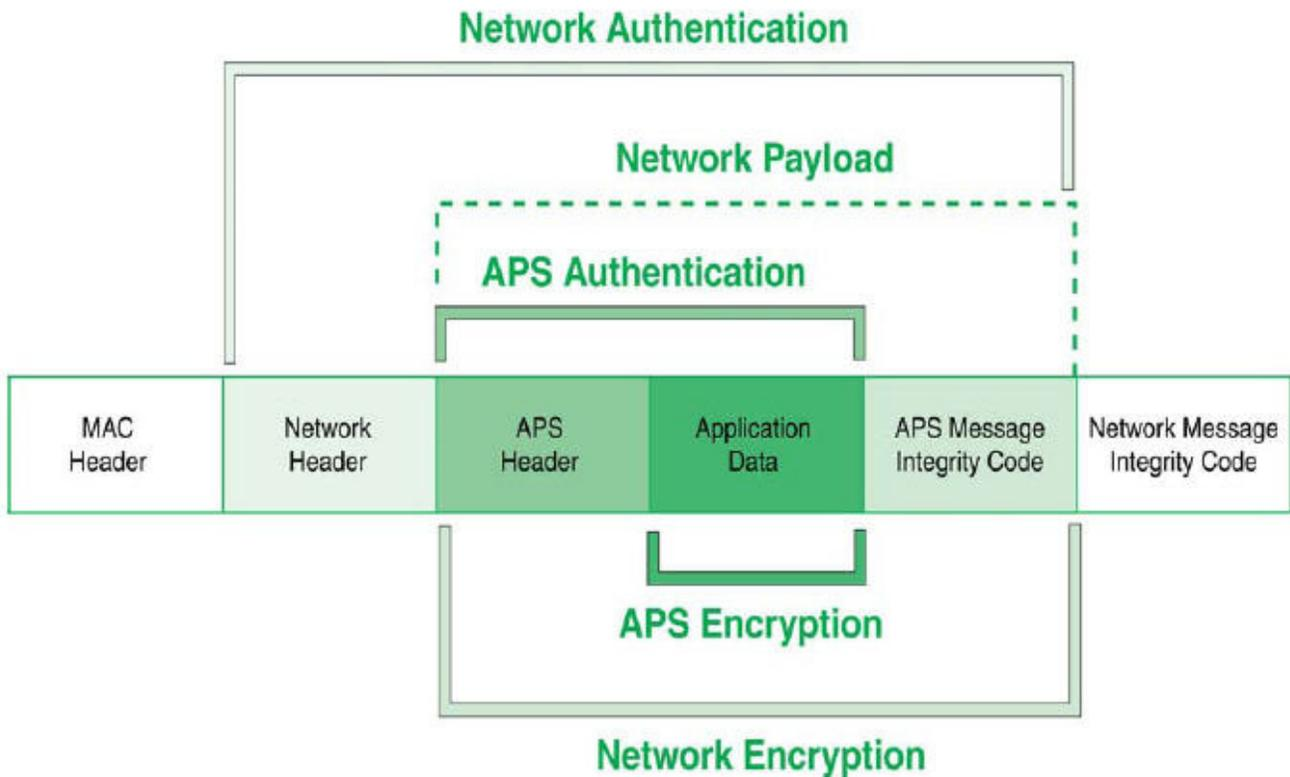 Network Authentication
Network Payload
APS Authentication
MAC
Header
Network
Header
APS
Header
Application
Data
APS Message
Integrity Code
Network Message
Integrity Code
APS Encryption
Network Encryption